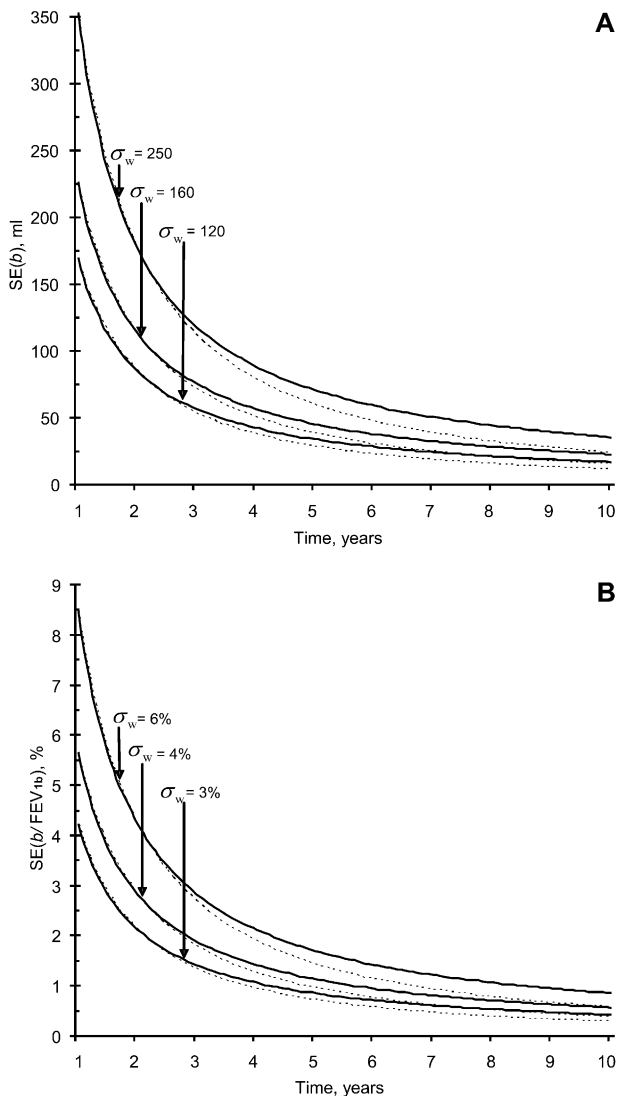 A
350
300
250
200
150
100
50
0
SE(b), ml
σw = 250
σw = 160
σw = 120
1 2 3 4 5 6 7 8 9 10
Time, years
B
9
8
7
6
5
4
3
2
1
0
SE(b/ FEV1b), %
σw = 6%
σw = 4%
σw = 3%
1 2 3 4 5 6 7 8 9 10
Time, years